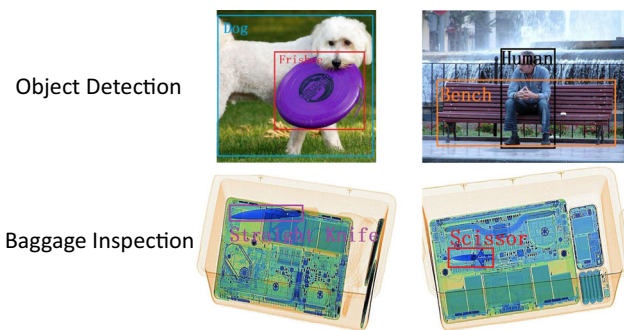 Object Detection
Dog
Frisbee
Human
Bench
Baggage Inspection
Straight Knife
Scissor